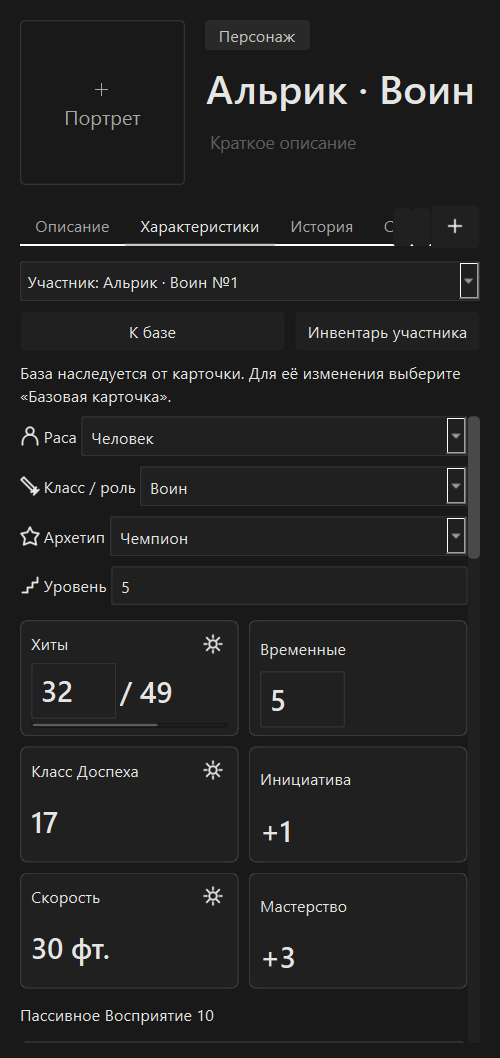 Персонаж
+
Портрет
Альрик · Воин
Краткое описание
Описание Характеристики История С +
Участник: Альрик · Воин №1
К базе Инвентарь участника
База наследуется от карточки. Для её изменения выберите
«Базовая карточка».
Раса Человек
Класс / роль Воин
Архетип Чемпион
Уровень 5
Хиты Временные
32 / 49 5
Класс Доспеха Инициатива
17 +1
Скорость Мастерство
30 фт. +3
Пассивное Восприятие 10